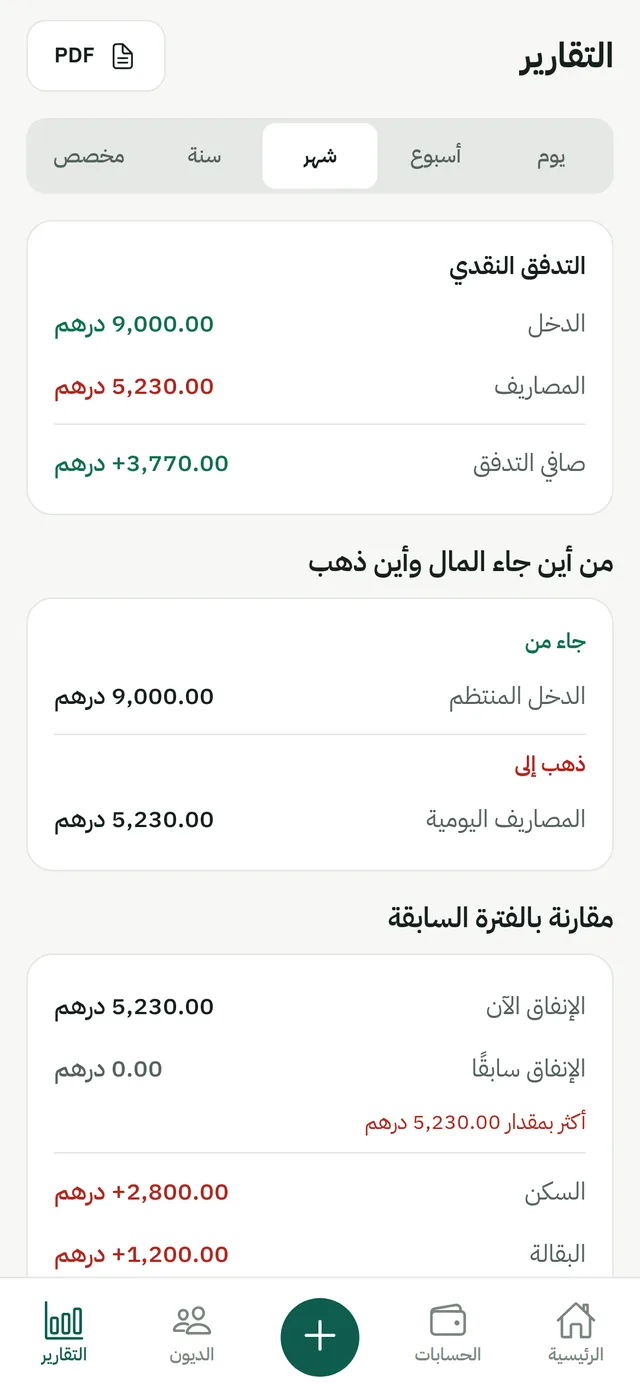 التقارير
PDF
يوم
أسبوع
شهر
سنة
مخصص
التدفق النقدي
الدخل 9,000.00 درهم
المصاريف 5,230.00 درهم
صافي التدفق +3,770.00 درهم
من أين جاء المال وأين ذهب
جاء من
الدخل المنتظم 9,000.00 درهم
ذهب إلى
المصاريف اليومية 5,230.00 درهم
مقارنة بالفترة السابقة
الإنفاق الآن 5,230.00 درهم
الإنفاق سابقًا 0.00 درهم
أكثر بمقدار 5,230.00 درهم
السكن +2,800.00 درهم
البقالة +1,200.00 درهم
الرئيسية
الحسابات
الديون
التقارير